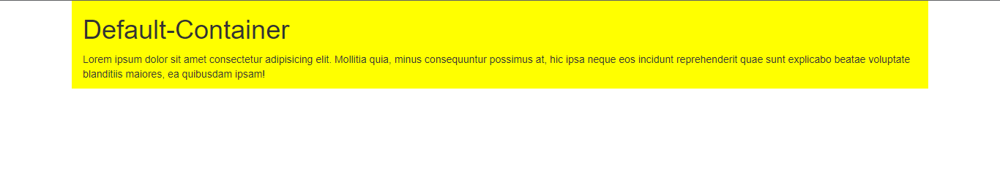 Default-Container
Lorem ipsum dolor sit amet consectetur adipisicing elit. Mollitia quia, minus consequuntur possimus at, hic ipsa neque eos incidunt reprehenderit quae sunt explicabo beatae voluptate
blanditiis maiores, ea quibusdam ipsam!